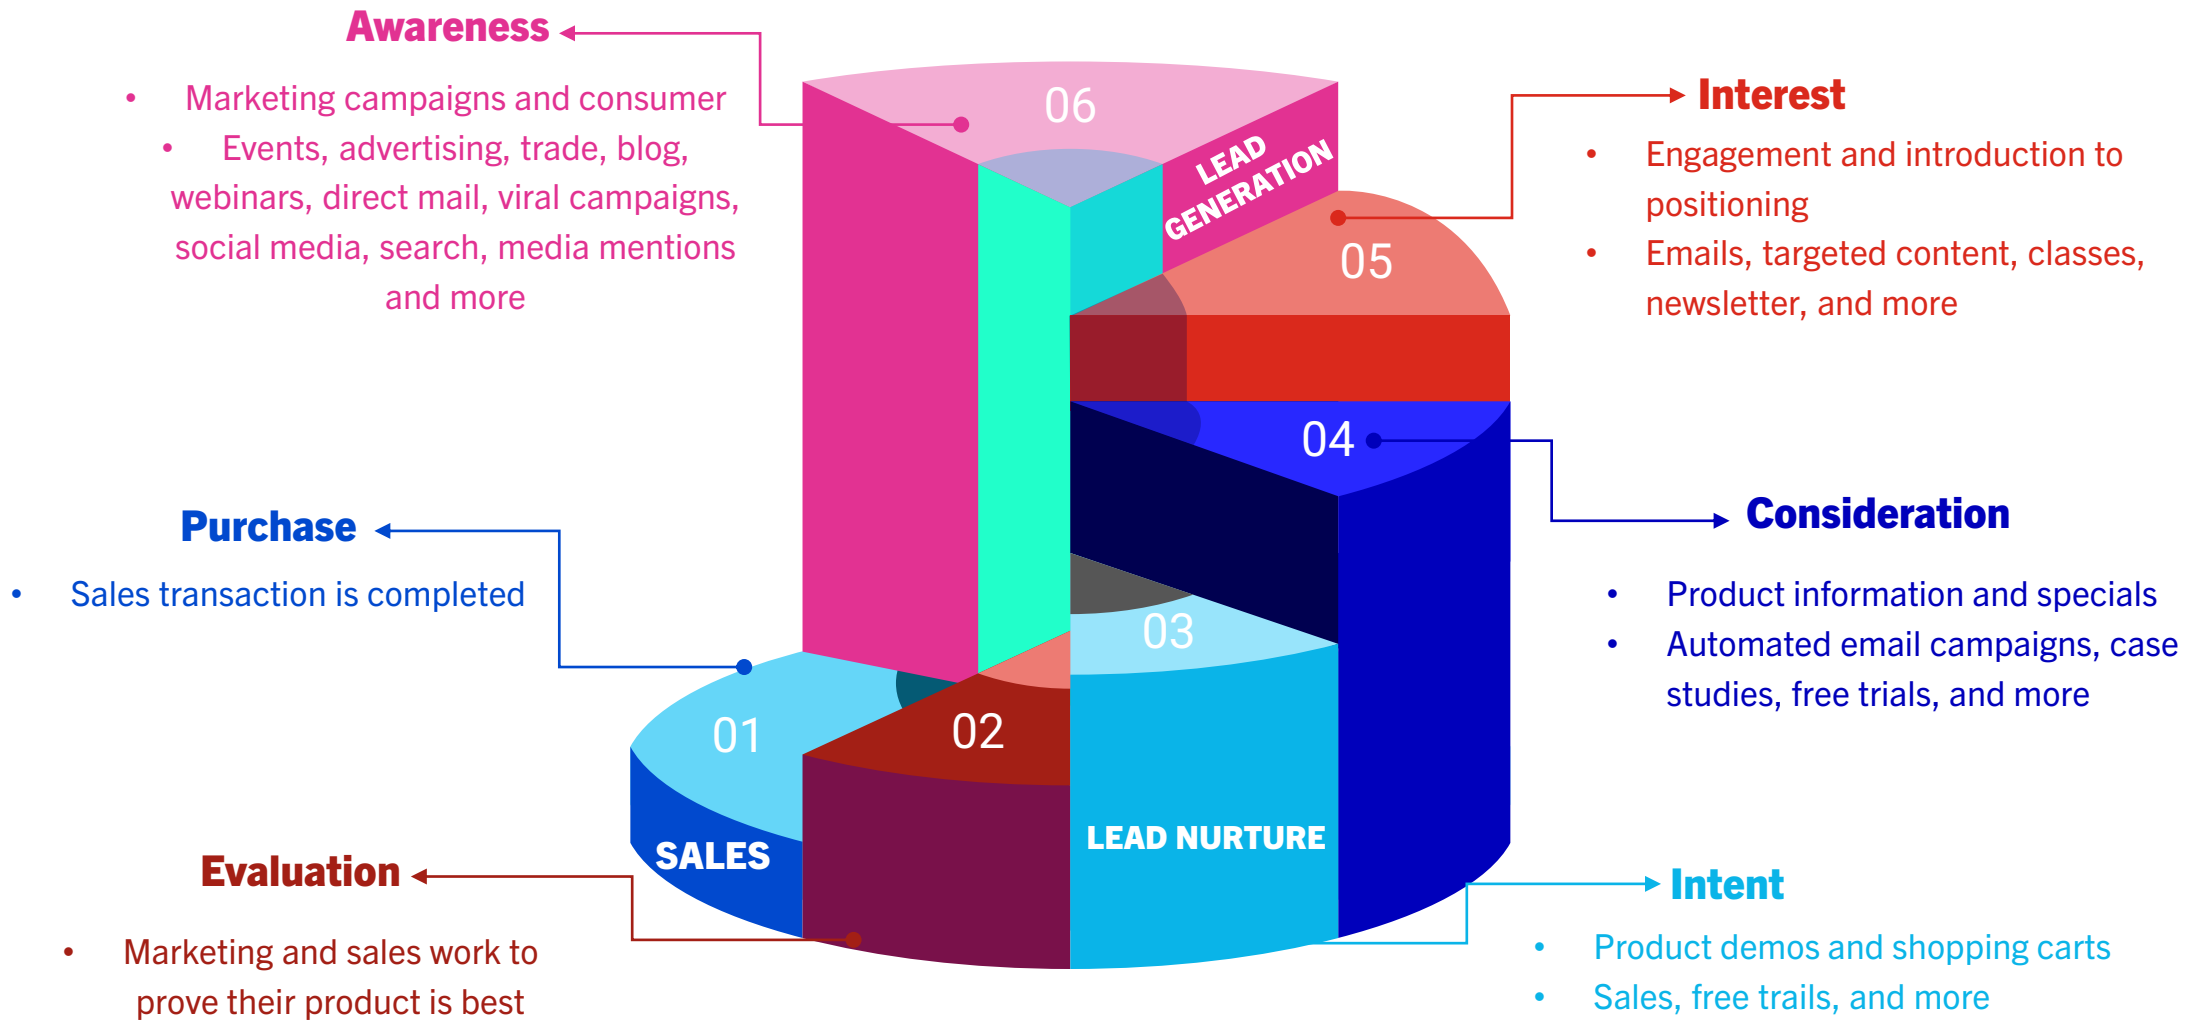 Awareness
• Marketing campaigns and consumer
• Events, advertising, trade, blog,
webinars, direct mail, viral campaigns,
social media, search, media mentions
and more
Purchase
• Sales transaction is completed
Evaluation
• Marketing and sales work to
prove their product is best
06
LEAD
GENERATION
05
04
03
02
01
SALES
LEAD NURTURE
Interest
• Engagement and introduction to
positioning
• Emails, targeted content, classes,
newsletter, and more
Consideration
• Product information and specials
• Automated email campaigns, case
studies, free trials, and more
Intent
• Product demos and shopping carts
• Sales, free trails, and more